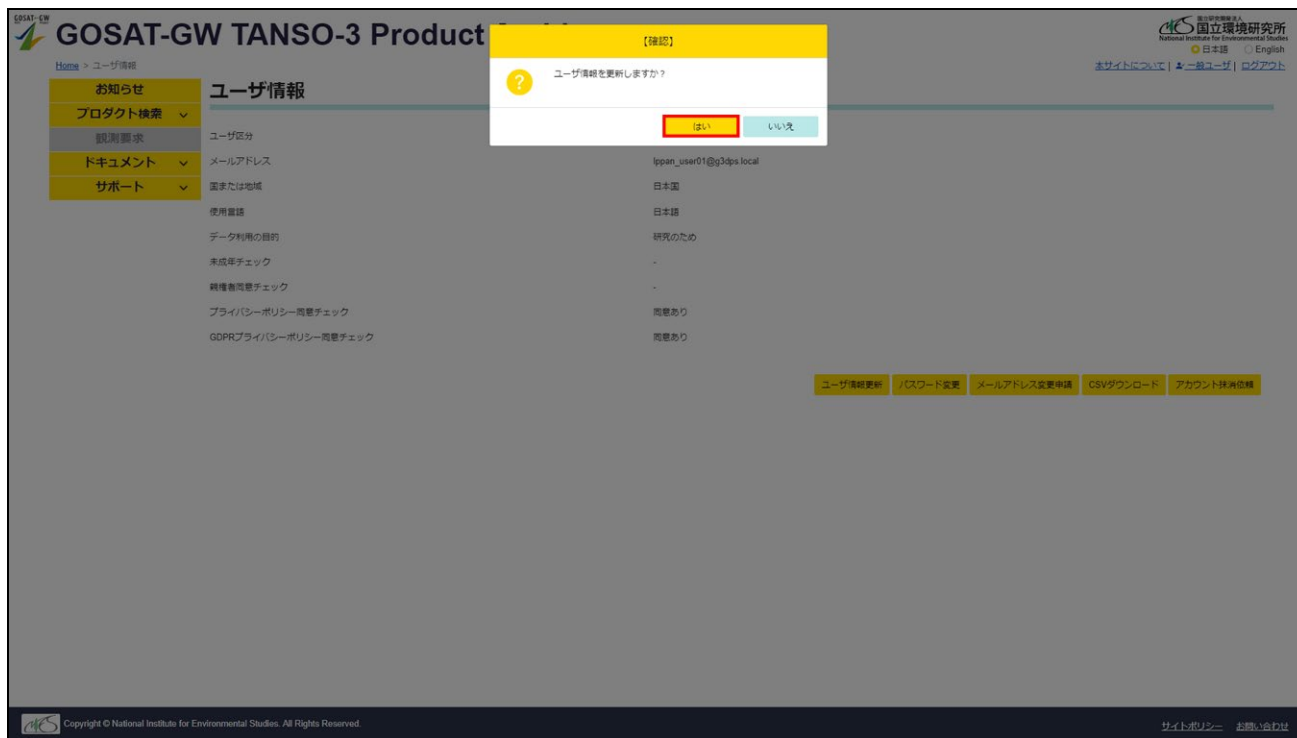 GOSAT-GW
GOSAT-GW TANSO-3 Product
国立研究開発法人
国立環境研究所
National Institute for Environmental Studies
日本語 English
Home > ユーザ情報
本サイトについて | 一般ユーザ | ログアウト
【確認】
ユーザ情報を更新しますか？
はい いいえ
お知らせ
プロダクト検索
観測要求
ドキュメント
サポート
ユーザ情報
ユーザ区分
メールアドレス Ippan_user01@g3dps.local
国または地域 日本国
使用言語 日本語
データ利用の目的 研究のため
未成年チェック -
親権者同意チェック -
プライバシーポリシー同意チェック 同意あり
GDPRプライバシーポリシー同意チェック 同意あり
ユーザ情報更新 パスワード変更 メールアドレス変更申請 CSVダウンロード アカウント抹消依頼
NIES
Copyright © National Institute for Environmental Studies. All Rights Reserved.
サイトポリシー お問い合わせ